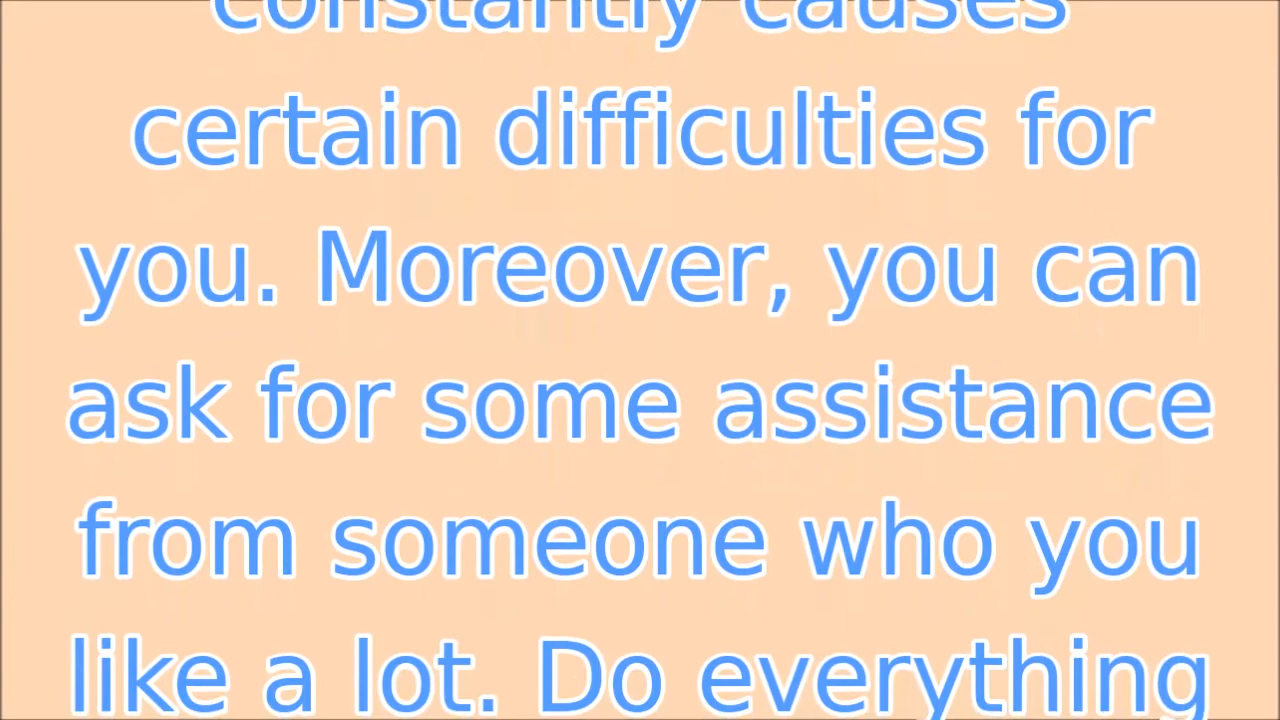 constantly causes
certain difficulties for
you. Moreover, you can
ask for some assistance
from someone who you
like a lot. Do everything